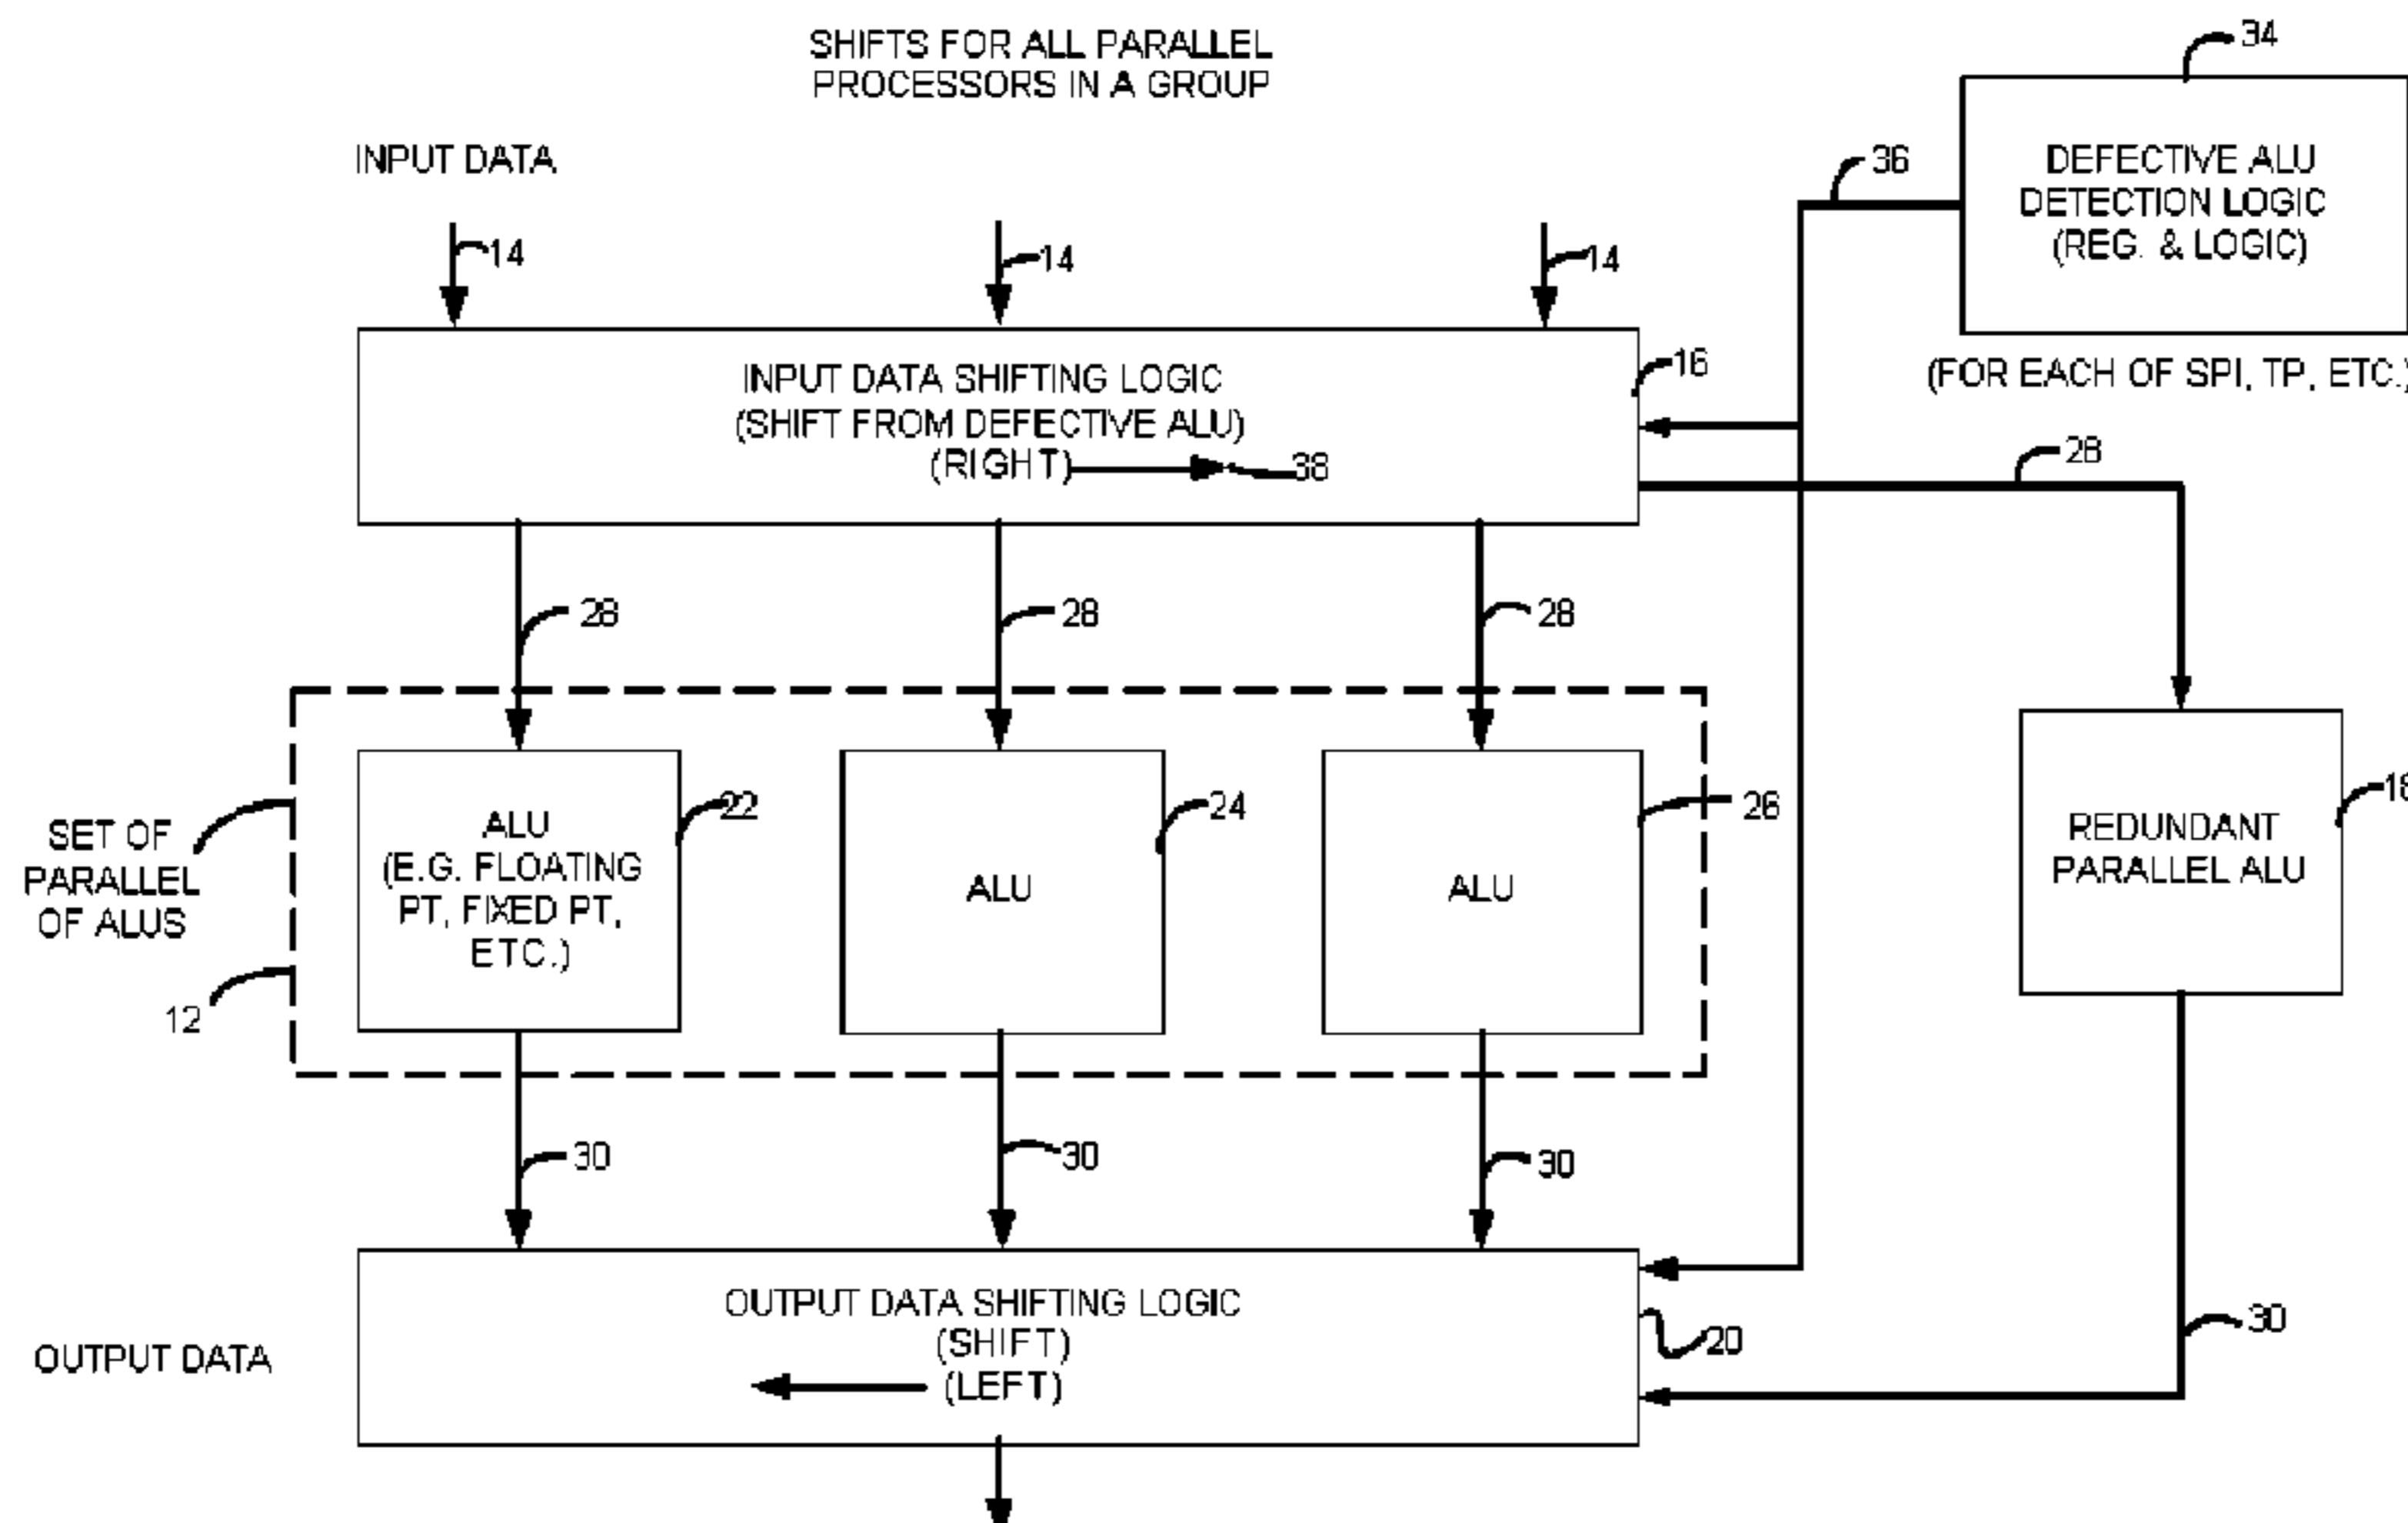 SHIFTS FOR ALL PARALLEL
PROCESSORS IN A GROUP
34
INPUT DATA
36
DEFECTIVE ALU
DETECTION LOGIC
(REG. & LOGIC)
14
14
14
(FOR EACH OF SPI, TP, ETC.)
INPUT DATA SHIFTING LOGIC
(SHIFT FROM DEFECTIVE ALU)
(RIGHT)
38
16
28
28
28
28
SET OF
PARALLEL
OF ALUS
12
ALU
(E.G. FLOATING
PT, FIXED PT,
ETC.)
22
ALU
24
ALU
26
REDUNDANT
PARALLEL ALU
18
30
30
30
30
OUTPUT DATA
OUTPUT DATA SHIFTING LOGIC
(SHIFT)
(LEFT)
20